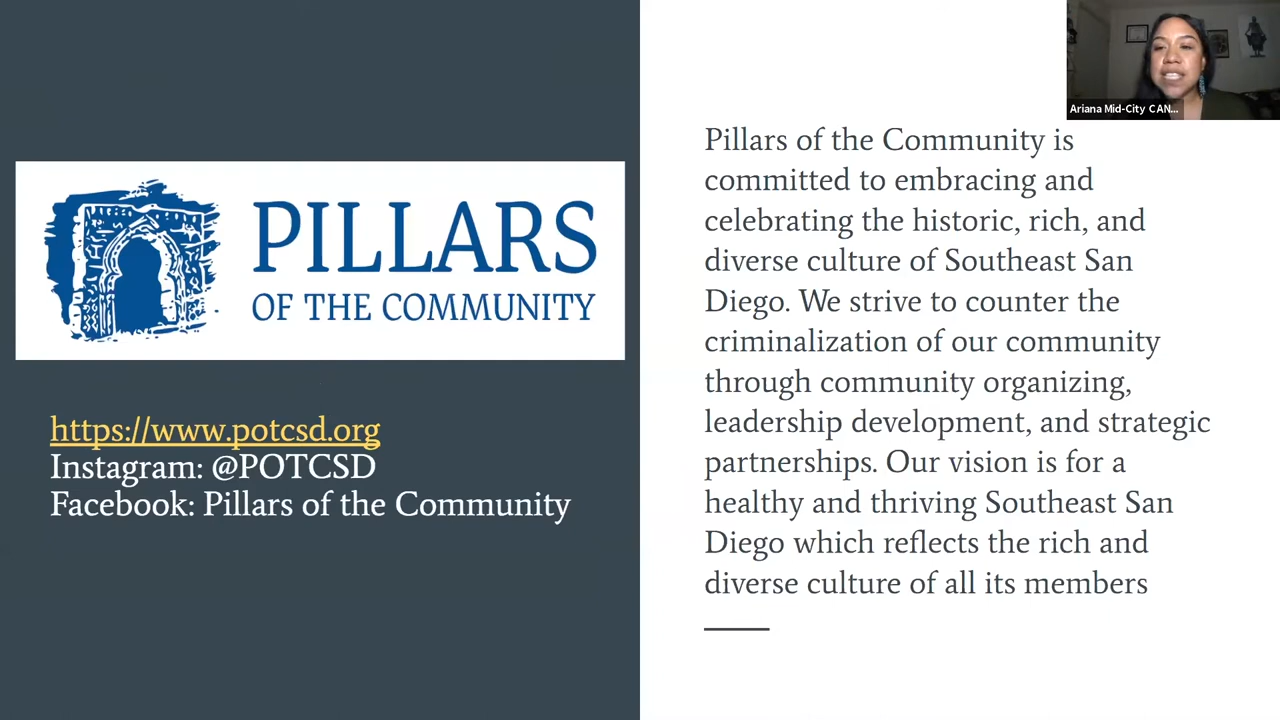 PILLARS
OF THE COMMUNITY
https://www.potcsd.org
Instagram: @POTCSD
Facebook: Pillars of the Community
Ariana Mid-City CAN...
Pillars of the Community is
committed to embracing and
celebrating the historic, rich, and
diverse culture of Southeast San
Diego. We strive to counter the
criminalization of our community
through community organizing,
leadership development, and strategic
partnerships. Our vision is for a
healthy and thriving Southeast San
Diego which reflects the rich and
diverse culture of all its members